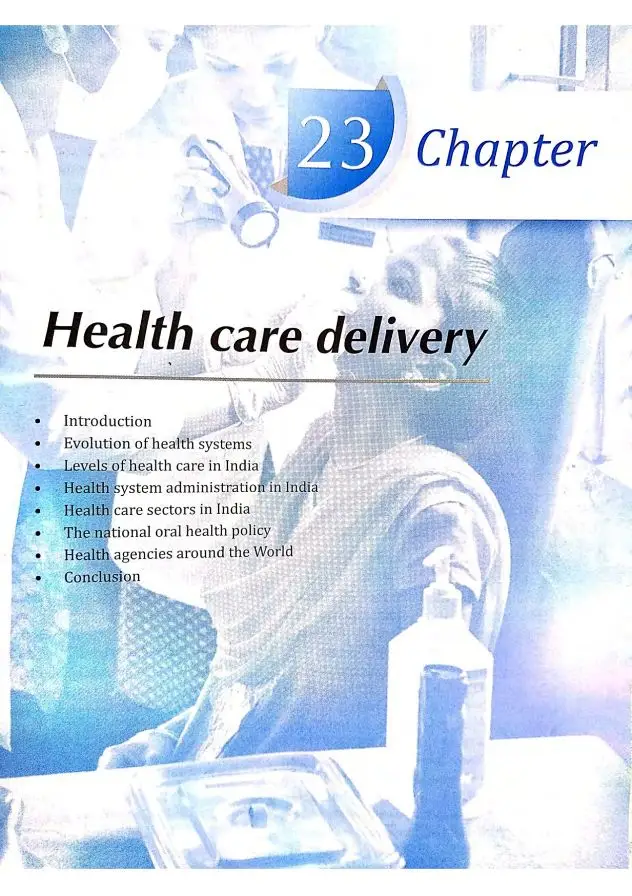 23 Chapter
Health care delivery
• Introduction
• Evolution of health systems
• Levels of health care in India
• Health system administration in India
• Health care sectors in India
• The national oral health policy
• Health agencies around the World
• Conclusion